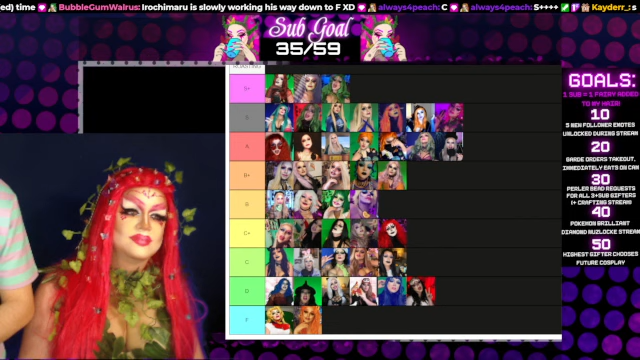 ed) time BubbleGumWalrus: Irochimaru is slowly working his way down to F XD always4peach: C always4peach: S++++ Kayderr_: s
Sub Goal
35/59
GOALS:
1 SUB = 1 FAIRY ADDED
TO MY HAIR!
10
5 NEW FOLLOWER EMOTES
UNLOCKED DURING STREAM
20
GARDE ORDERS TAKEOUT,
IMMEDIATELY EATS ON CAM
30
PERLER BEAD REQUESTS
FOR ALL 3+SUB GIFTERS
(+ CRAFTING STREAM)
40
POKEMON BRILLIANT
DIAMOND NUZLOCKE STREAM
50
HIGHEST GIFTER CHOOSES
FUTURE COSPLAY
S+
S
A
B+
B
C+
C
D
F